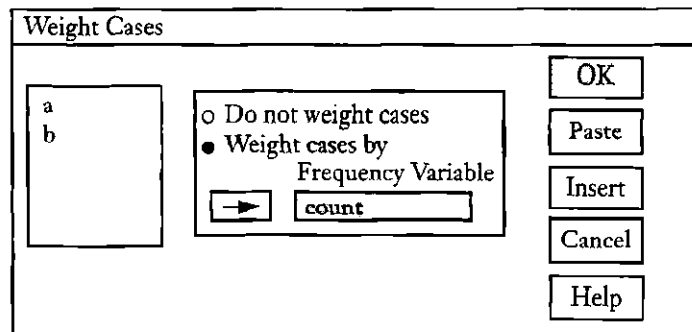 Weight Cases
a
b
Do not weight cases
Weight cases by
Frequency Variable
count
OK
Paste
Insert
Cancel
Help